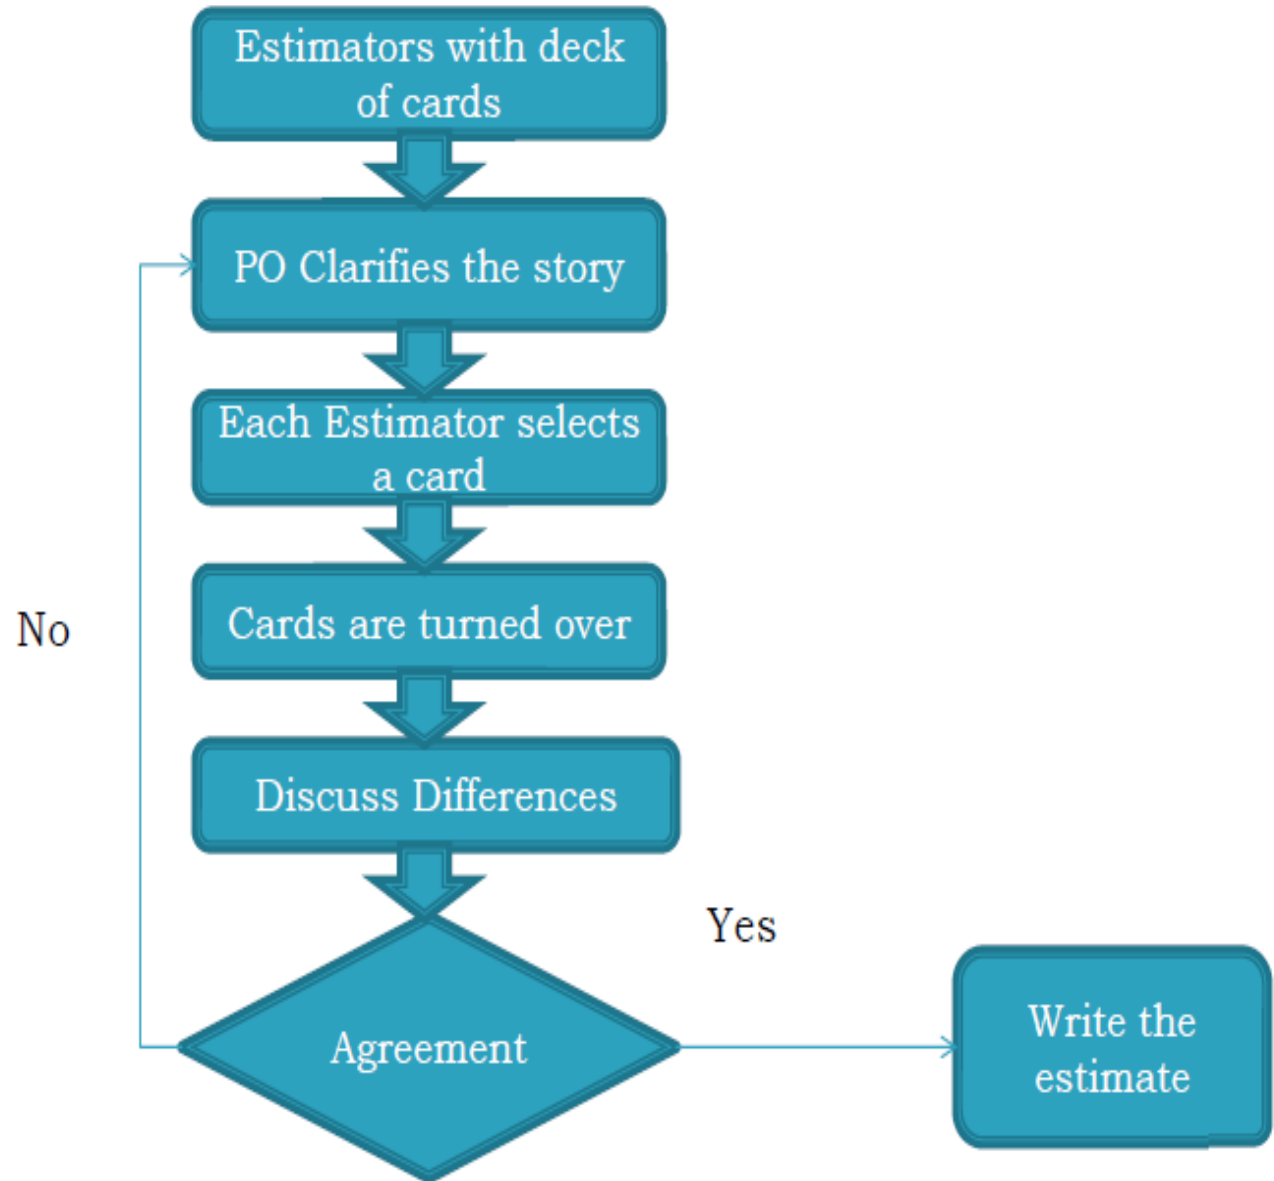 Estimators with deck
of cards
PO Clarifies the story
Each Estimator selects
a card
Cards are turned over
No
Discuss Differences
Yes
Agreement
Write the
estimate